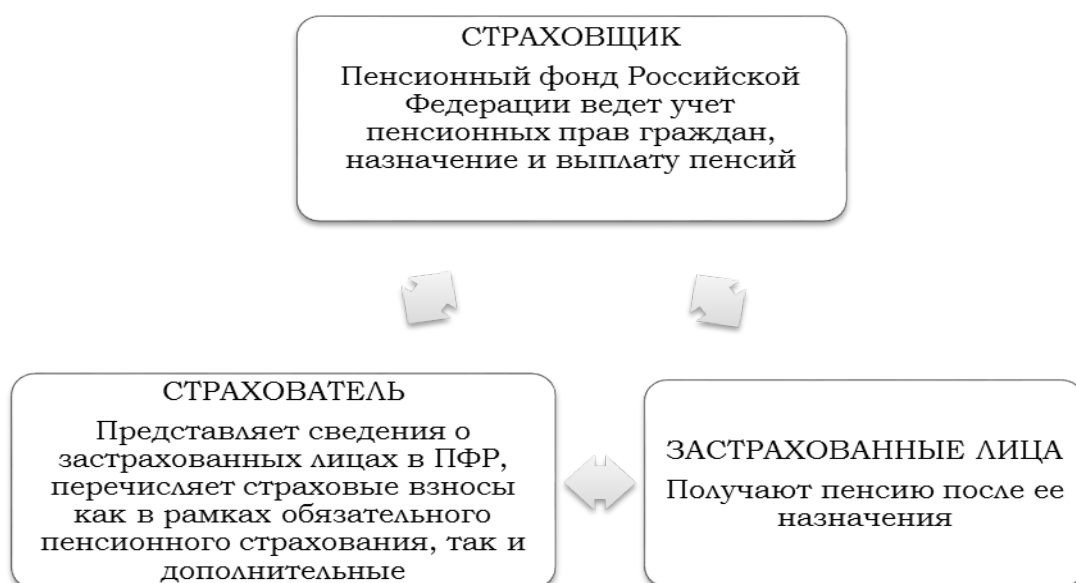 СТРАХОВЩИК
Пенсионный фонд Российской
Федерации ведет учет
пенсионных прав граждан,
назначение и выплату пенсий
СТРАХОВАТЕЛЬ
Представляет сведения о
застрахованных лицах в ПФР,
перечисляет страховые взносы
как в рамках обязательного
пенсионного страхования, так и
дополнительные
ЗАСТРАХОВАННЫЕ ЛИЦА
Получают пенсию после ее
назначения